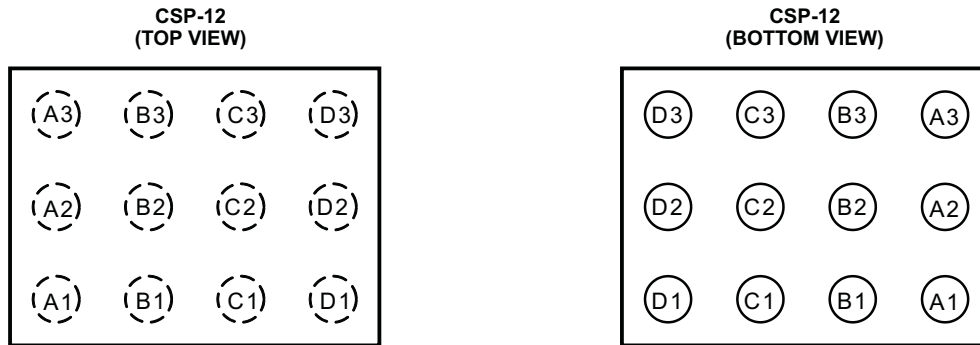 CSP-12
(TOP VIEW)
A3 B3 C3 D3
A2 B2 C2 D2
A1 B1 C1 D1
CSP-12
(BOTTOM VIEW)
D3 C3 B3 A3
D2 C2 B2 A2
D1 C1 B1 A1